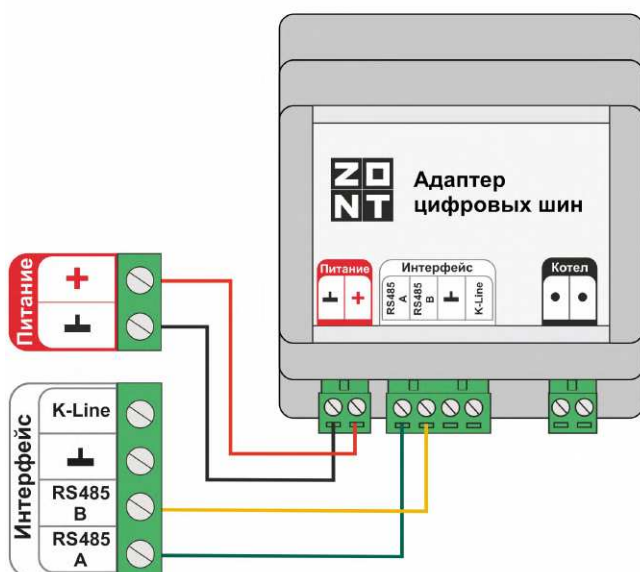 ZO
NT
Адаптер
цифровых шин
Питание
+
Интерфейс
RS485
A
RS485
B
K-Line
Котел
Питание
+
Интерфейс
K-Line
RS485
B
RS485
A